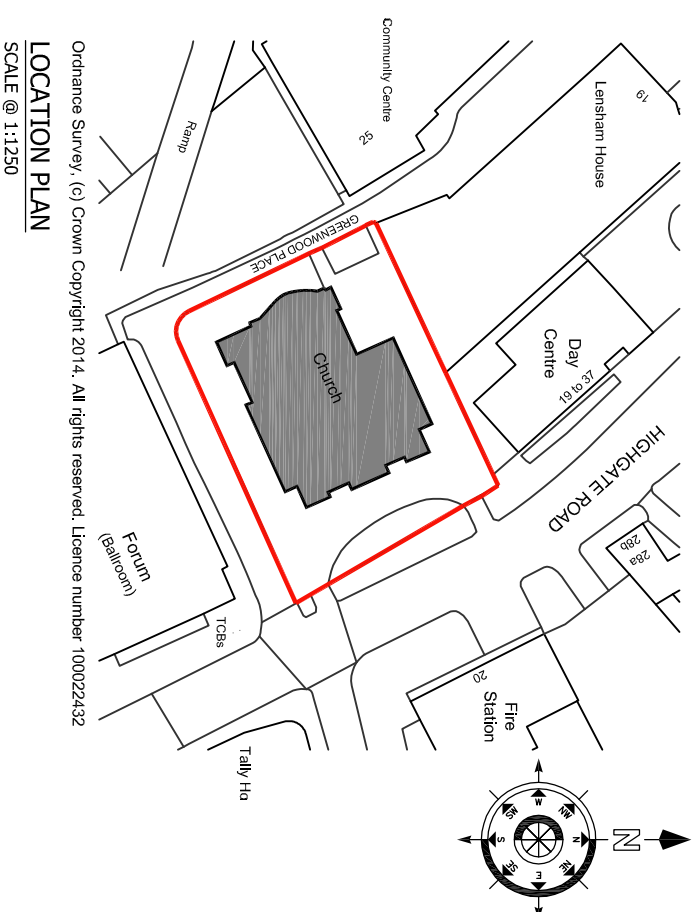 Community Centre
25
Lensham House
19
Ramp
GREENWOOD PLACE
Church
Day
Centre
19 to 37
HIGHGATE ROAD
28b
28a
Forum
(Ballroom)
TCBs
20
Fire
Station
Tally Ho
N
N
NE
E
SE
S
SW
W
NW
Ordnance Survey, (c) Crown Copyright 2014. All rights reserved. Licence number 100022432
LOCATION PLAN
SCALE @ 1:1250